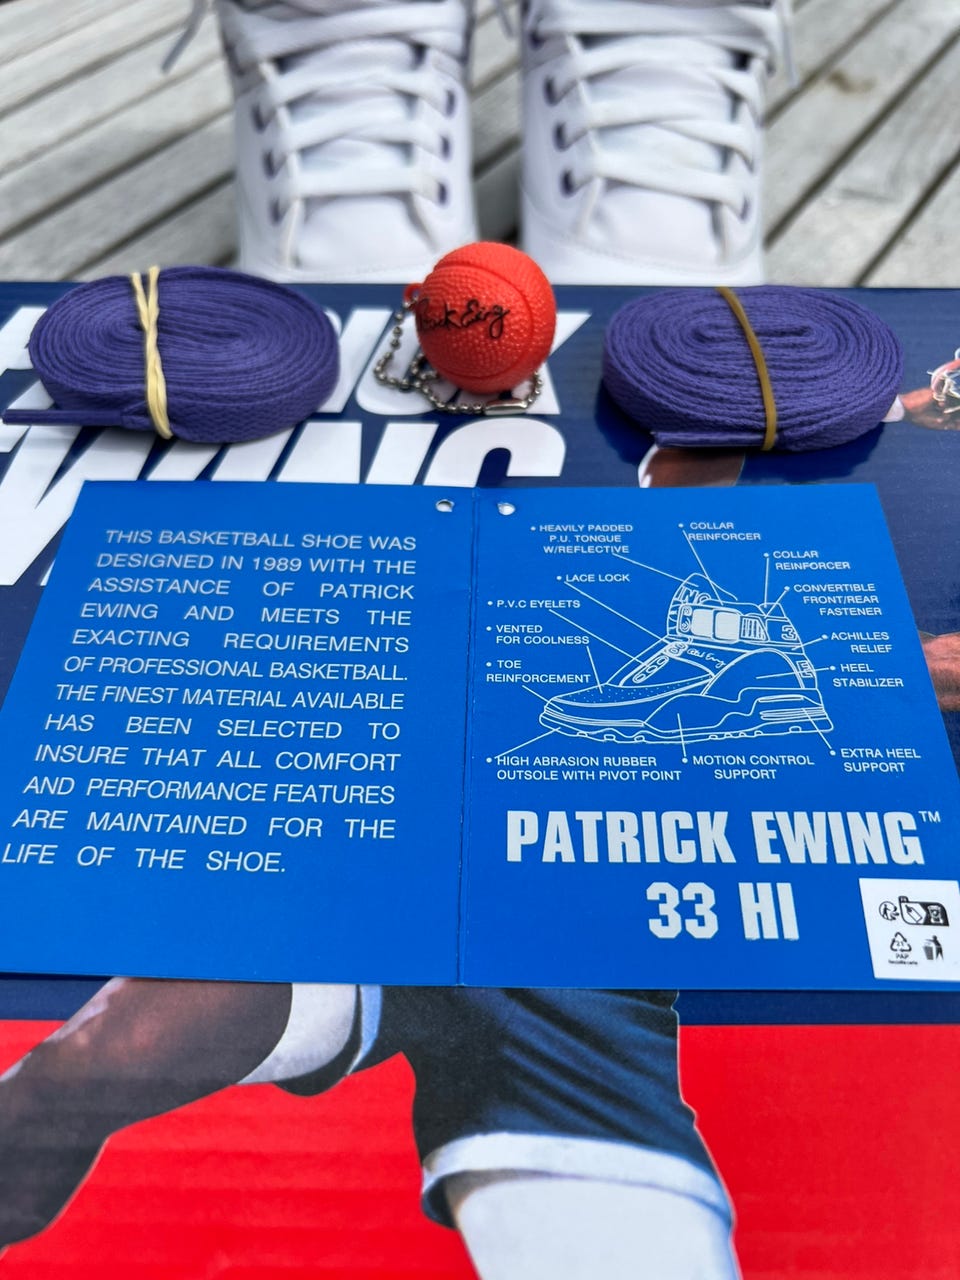 Patrick Ewing
EWING
THIS BASKETBALL SHOE WAS
DESIGNED IN 1989 WITH THE
ASSISTANCE OF PATRICK
EWING AND MEETS THE
EXACTING REQUIREMENTS
OF PROFESSIONAL BASKETBALL.
THE FINEST MATERIAL AVAILABLE
HAS BEEN SELECTED TO
INSURE THAT ALL COMFORT
AND PERFORMANCE FEATURES
ARE MAINTAINED FOR THE
LIFE OF THE SHOE.
• HEAVILY PADDED
P.U. TONGUE
W/REFLECTIVE
• COLLAR
REINFORCER
• COLLAR
REINFORCER
• LACE LOCK
• CONVERTIBLE
FRONT/REAR
FASTENER
• P.V.C EYELETS
• VENTED
FOR COOLNESS
• ACHILLES
RELIEF
• TOE
REINFORCEMENT
• HEEL
STABILIZER
• HIGH ABRASION RUBBER
OUTSOLE WITH PIVOT POINT
• MOTION CONTROL
SUPPORT
• EXTRA HEEL
SUPPORT
PATRICK EWING™
33 HI
21
PAP